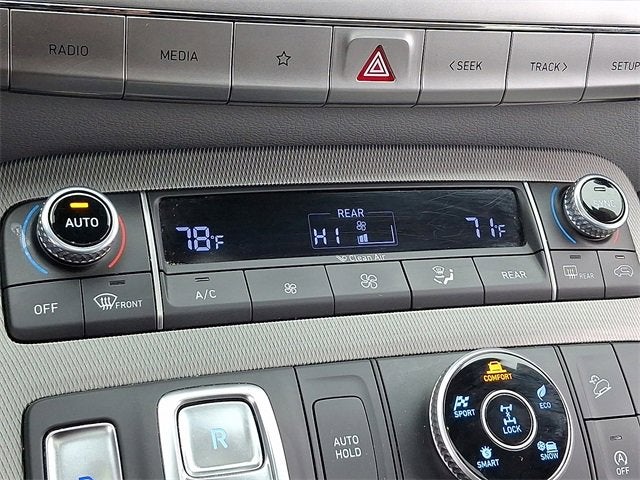 RADIO MEDIA < SEEK TRACK > SETUP
AUTO
78°F
REAR
HI
71°F
SYNC
Clean Air
OFF FRONT A/C REAR REAR
COMFORT
SPORT ECO
LOCK
SMART SNOW
R
AUTO
HOLD
OFF